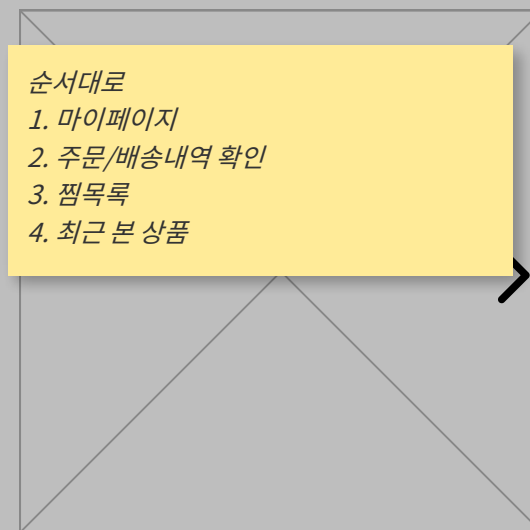 순서대로
1. 마이페이지
2. 주문/배송내역 확인
3. 찜목록
4. 최근 본 상품